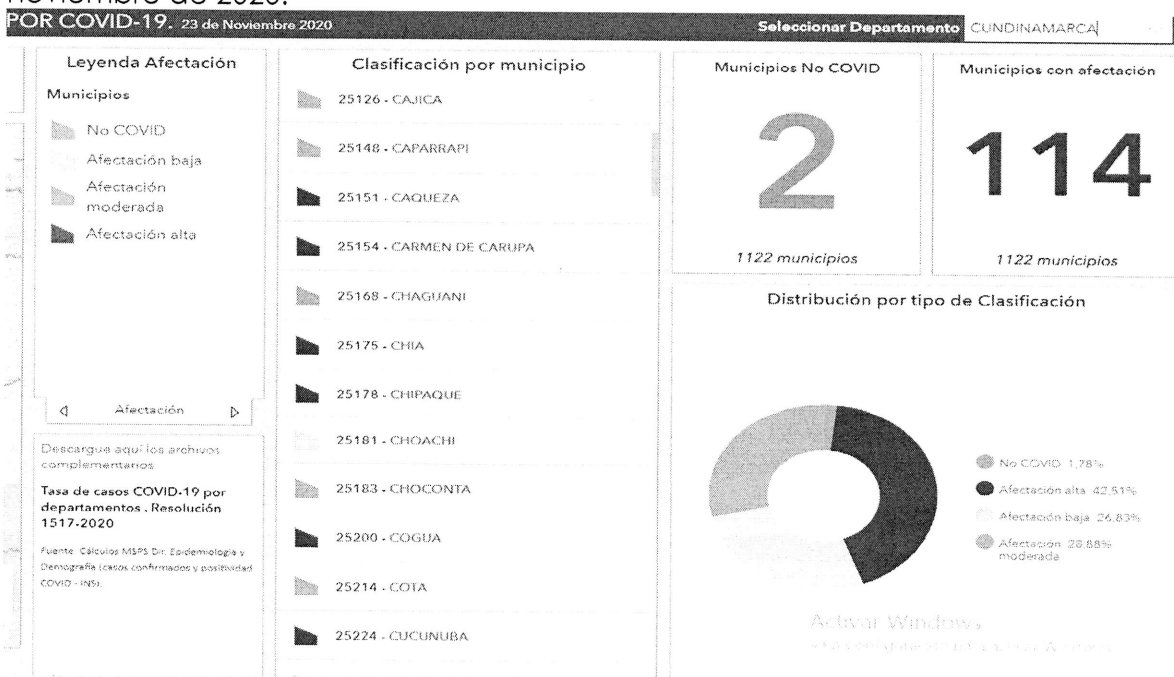 noviembre de 2020.
POR COVID-19. 23 de Noviembre 2020
Seleccionar Departamento CUNDINAMARCA
Leyenda Afectación
Municipios
No COVID
Afectación baja
Afectación
moderada
Afectación alta
Afectación
Descargue aquí los archivos
complementarios
Tasa de casos COVID-19 por
departamentos . Resolución
1517-2020
Fuente: Cálculos MSPS Dir. Epidemiología y
Demografía (casos confirmados y positividad
COVID - INS).
Clasificación por municipio
25126 - CAJICA
25148 - CAPARRAPI
25151 - CAQUEZA
25154 - CARMEN DE CARUPA
25168 - CHAGUANI
25175 - CHIA
25178 - CHIPAQUE
25181 - CHOACHI
25183 - CHOCONTA
25200 - COGUA
25214 - COTA
25224 - CUCUNUBA
Municipios No COVID
2
1122 municipios
Municipios con afectación
114
1122 municipios
Distribución por tipo de Clasificación
No COVID 1,78%
Afectación alta 42,51%
Afectación baja 26,83%
Afectación 28,88%
moderada
Activar Windows